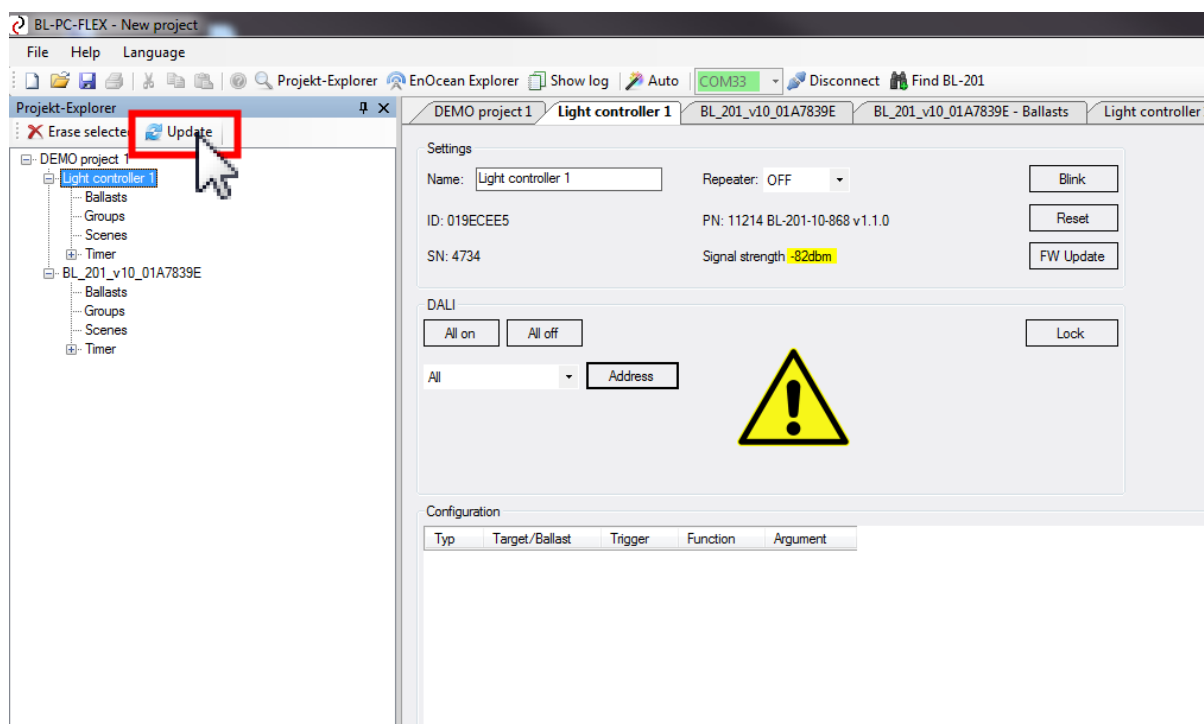 BL-PC-FLEX - New project
File Help Language
Projekt-Explorer EnOcean Explorer Show log Auto COM33 Disconnect Find BL-201
Projekt-Explorer
Erase selected Update
DEMO project 1
Light controller 1
Ballasts
Groups
Scenes
Timer
BL_201_v10_01A7839E
Ballasts
Groups
Scenes
Timer
DEMO project 1 Light controller 1 BL_201_v10_01A7839E BL_201_v10_01A7839E - Ballasts Light controller
Settings
Name: Light controller 1 Repeater: OFF Blink
ID: 019ECEE5 PN: 11214 BL-201-10-868 v1.1.0 Reset
SN: 4734 Signal strength -82dbm FW Update
DALI
All on All off Lock
All Address
Configuration
Typ Target/Ballast Trigger Function Argument